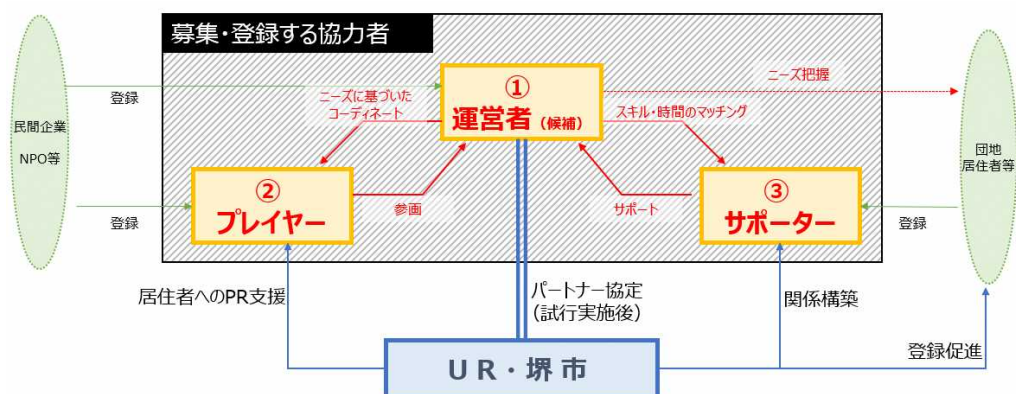 募集・登録する協力者
登録
民間企業
NPO等
登録
①
運営者（候補）
ニーズに基づいた
コーディネート
ニーズ把握
スキル・時間のマッチング
②
プレイヤー
参画
サポート
③
サポーター
団地
居住者等
登録
居住者へのPR支援
パートナー協定
（試行実施後）
関係構築
登録促進
ＵＲ・堺市